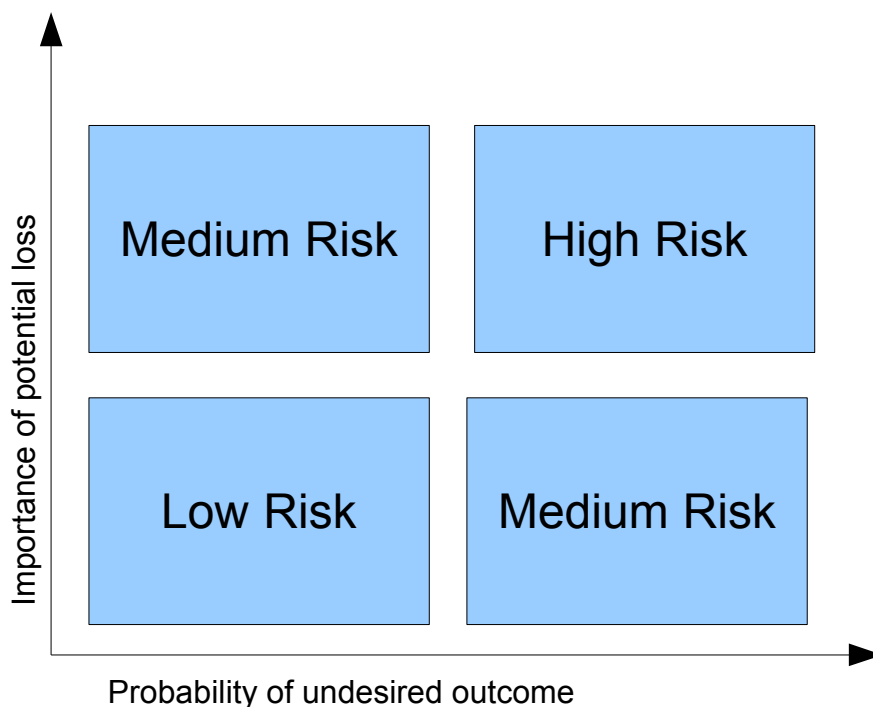 Importance of potential loss
Medium Risk
High Risk
Low Risk
Medium Risk
Probability of undesired outcome